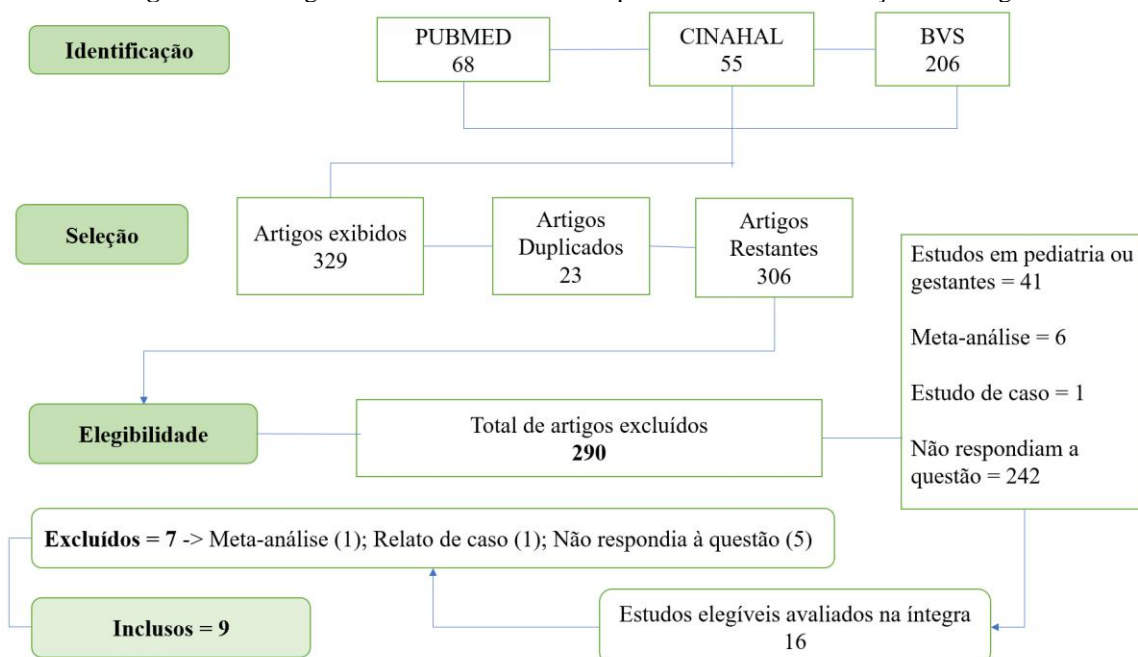 Identificação
PUBMED
68
CINAHAL
55
BVS
206
Seleção
Artigos exibidos
329
Artigos
Duplicados
23
Artigos
Restantes
306
Estudos em pediatria ou
gestantes = 41
Meta-análise = 6
Estudo de caso = 1
Não respondiam a
questão = 242
Elegibilidade
Total de artigos excluídos
290
Excluídos = 7 -> Meta-análise (1); Relato de caso (1); Não respondia à questão (5)
Estudos elegíveis avaliados na íntegra
16
Inclusos = 9